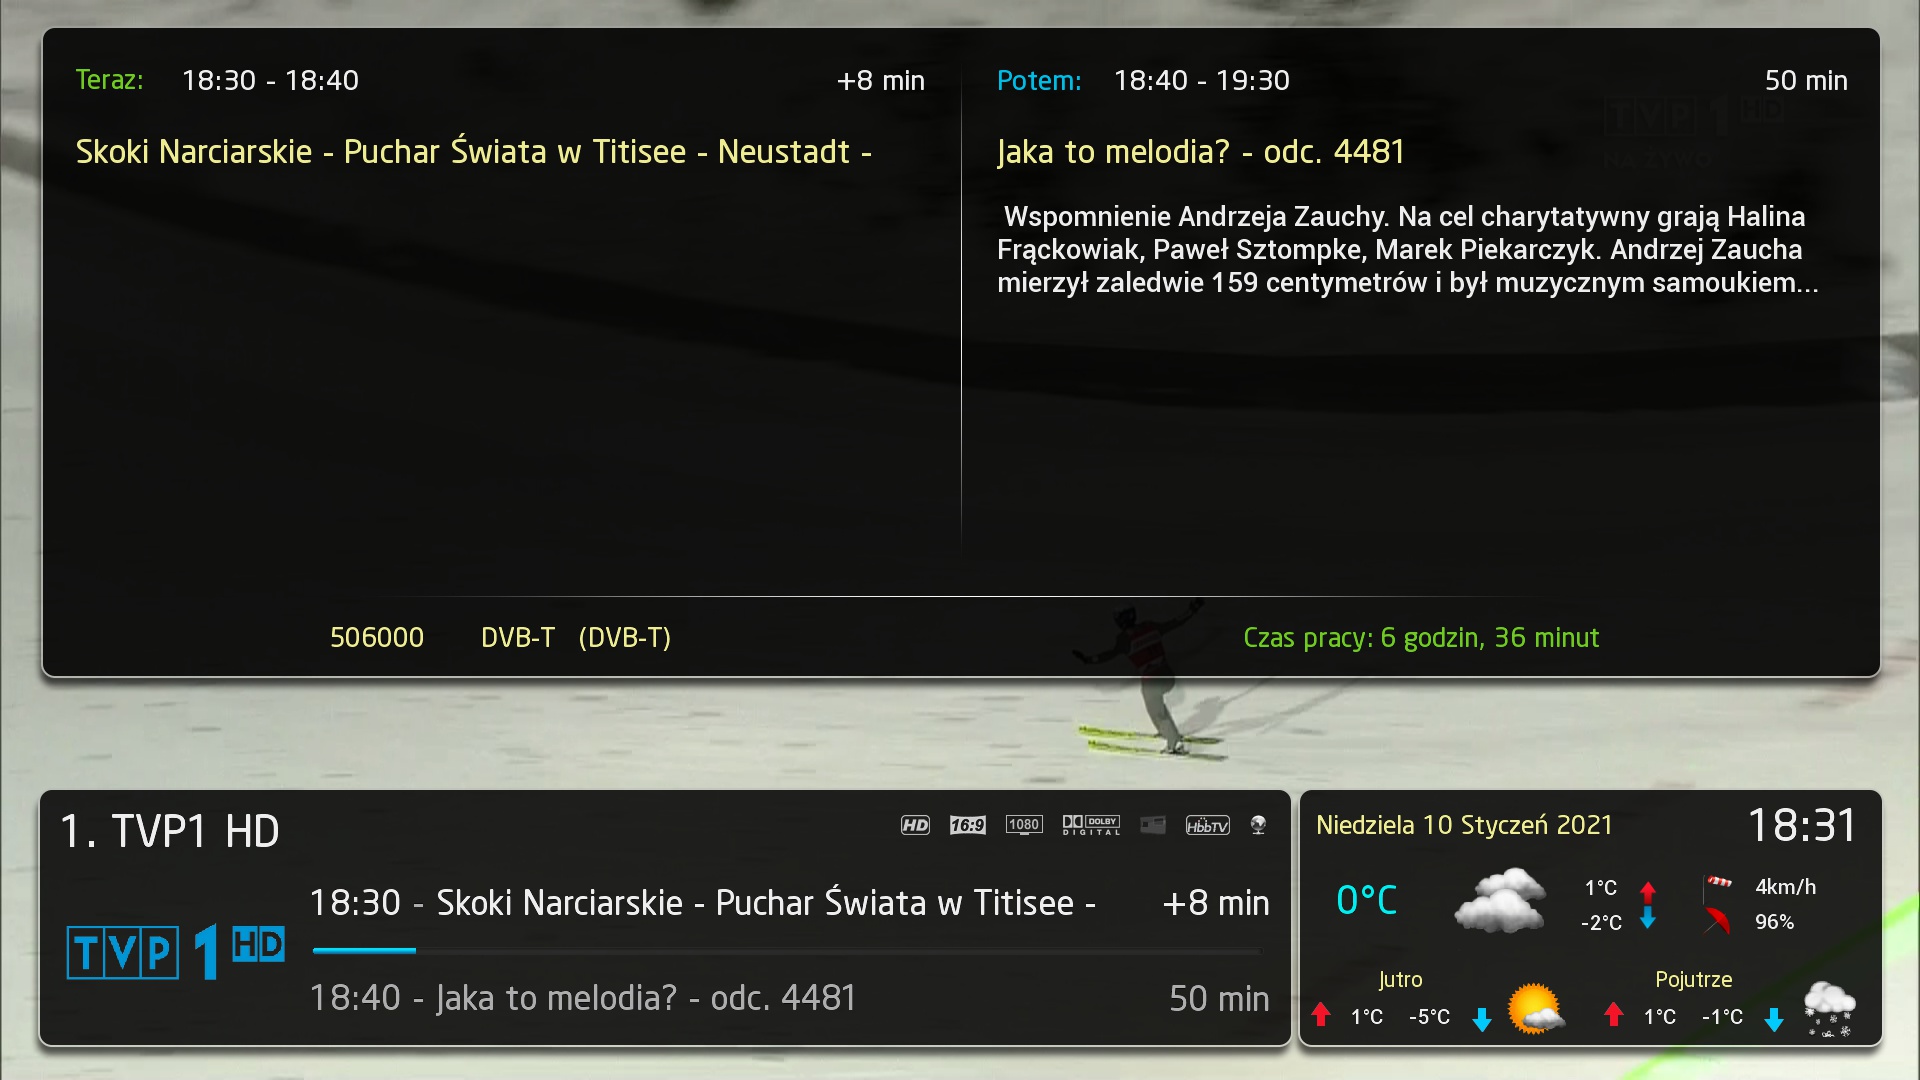 Teraz: 18:30 - 18:40 +8 min
Skoki Narciarskie - Puchar Świata w Titisee - Neustadt -
Potem: 18:40 - 19:30 50 min
TVP1 HD
NA ŻYWO
Jaka to melodia? - odc. 4481
Wspomnienie Andrzeja Zauchy. Na cel charytatywny grają Halina
Frąckowiak, Paweł Sztompke, Marek Piekarczyk. Andrzej Zaucha
mierzył zaledwie 159 centymetrów i był muzycznym samoukiem...
506000 DVB-T (DVB-T)
Czas pracy: 6 godzin, 36 minut
1. TVP1 HD
HD 16:9 1080 DOLBY DIGITAL HbbTV
TVP 1 HD
18:30 - Skoki Narciarskie - Puchar Świata w Titisee - +8 min
18:40 - Jaka to melodia? - odc. 4481 50 min
Niedziela 10 Styczeń 2021 18:31
0°C
1°C
-2°C
4km/h
96%
Jutro
1°C -5°C
Pojutrze
1°C -1°C